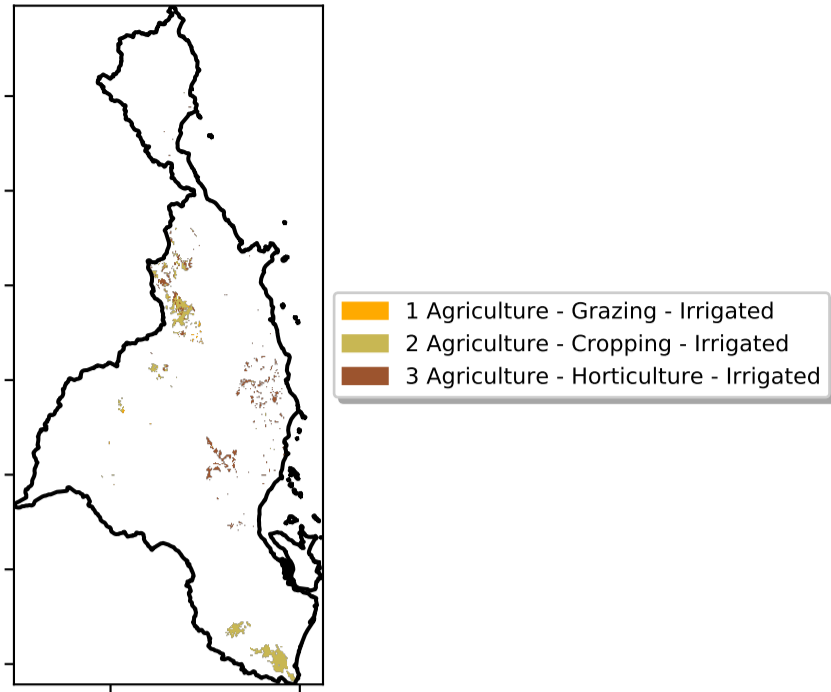 1 Agriculture - Grazing - Irrigated
2 Agriculture - Cropping - Irrigated
3 Agriculture - Horticulture - Irrigated